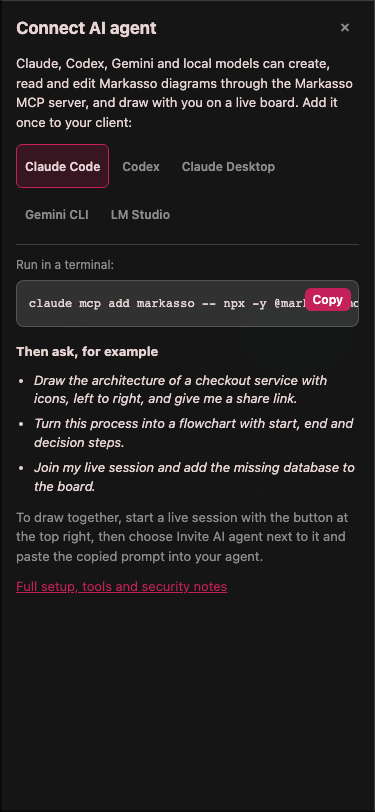 Connect AI agent
×
Claude, Codex, Gemini and local models can create,
read and edit Markasso diagrams through the Markasso
MCP server, and draw with you on a live board. Add it
once to your client:
Claude Code Codex Claude Desktop
Gemini CLI LM Studio
Run in a terminal:
claude mcp add markasso -- npx -y
Copy
Then ask, for example
• Draw the architecture of a checkout service with
icons, left to right, and give me a share link.
• Turn this process into a flowchart with start, end and
decision steps.
• Join my live session and add the missing database to
the board.
To draw together, start a live session with the button at
the top right, then choose Invite AI agent next to it and
paste the copied prompt into your agent.
Full setup, tools and security notes